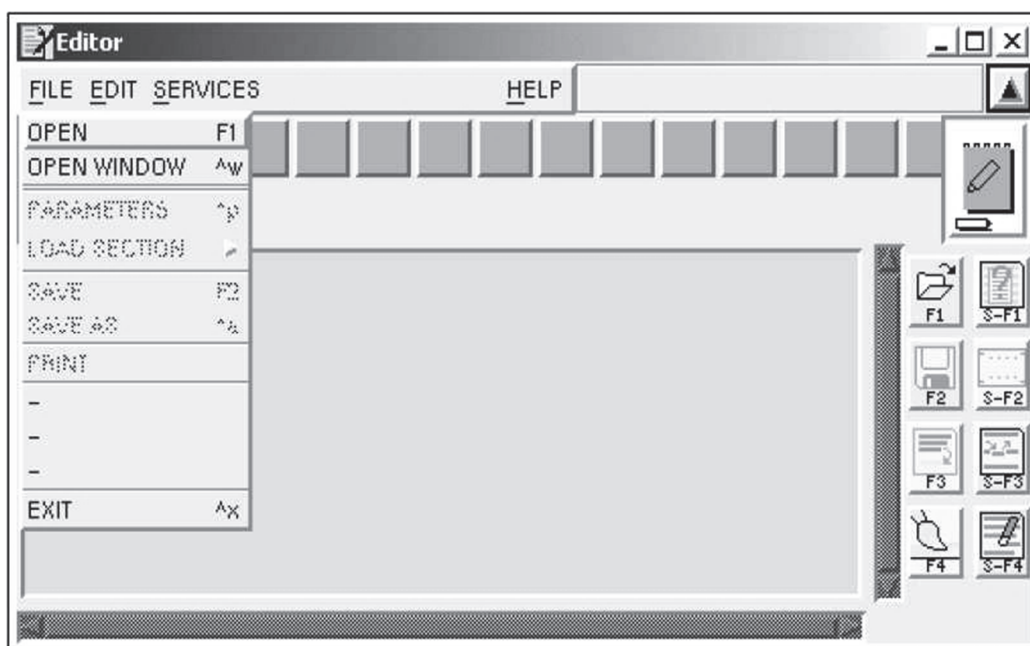 Editor
FILE EDIT SERVICES HELP
OPEN F1
OPEN WINDOW ^w
PARAMETERS ^p
LOAD SECTION
SAVE F2
SAVE AS ^a
PRINT
-
-
-
EXIT ^x
F1 S-F1
F2 S-F2
F3 S-F3
F4 S-F4